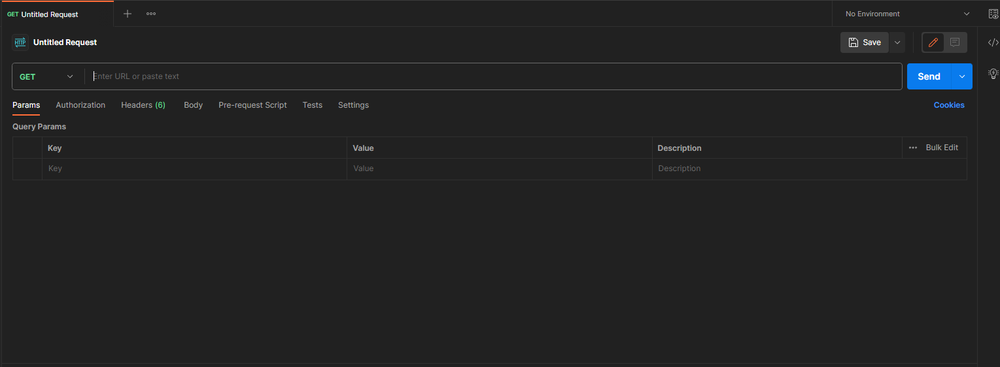 GET Untitled Request No Environment
HTTP Untitled Request Save
GET Enter URL or paste text Send
Params Authorization Headers (6) Body Pre-request Script Tests Settings Cookies
Query Params
Key Value Description Bulk Edit
Key Value Description